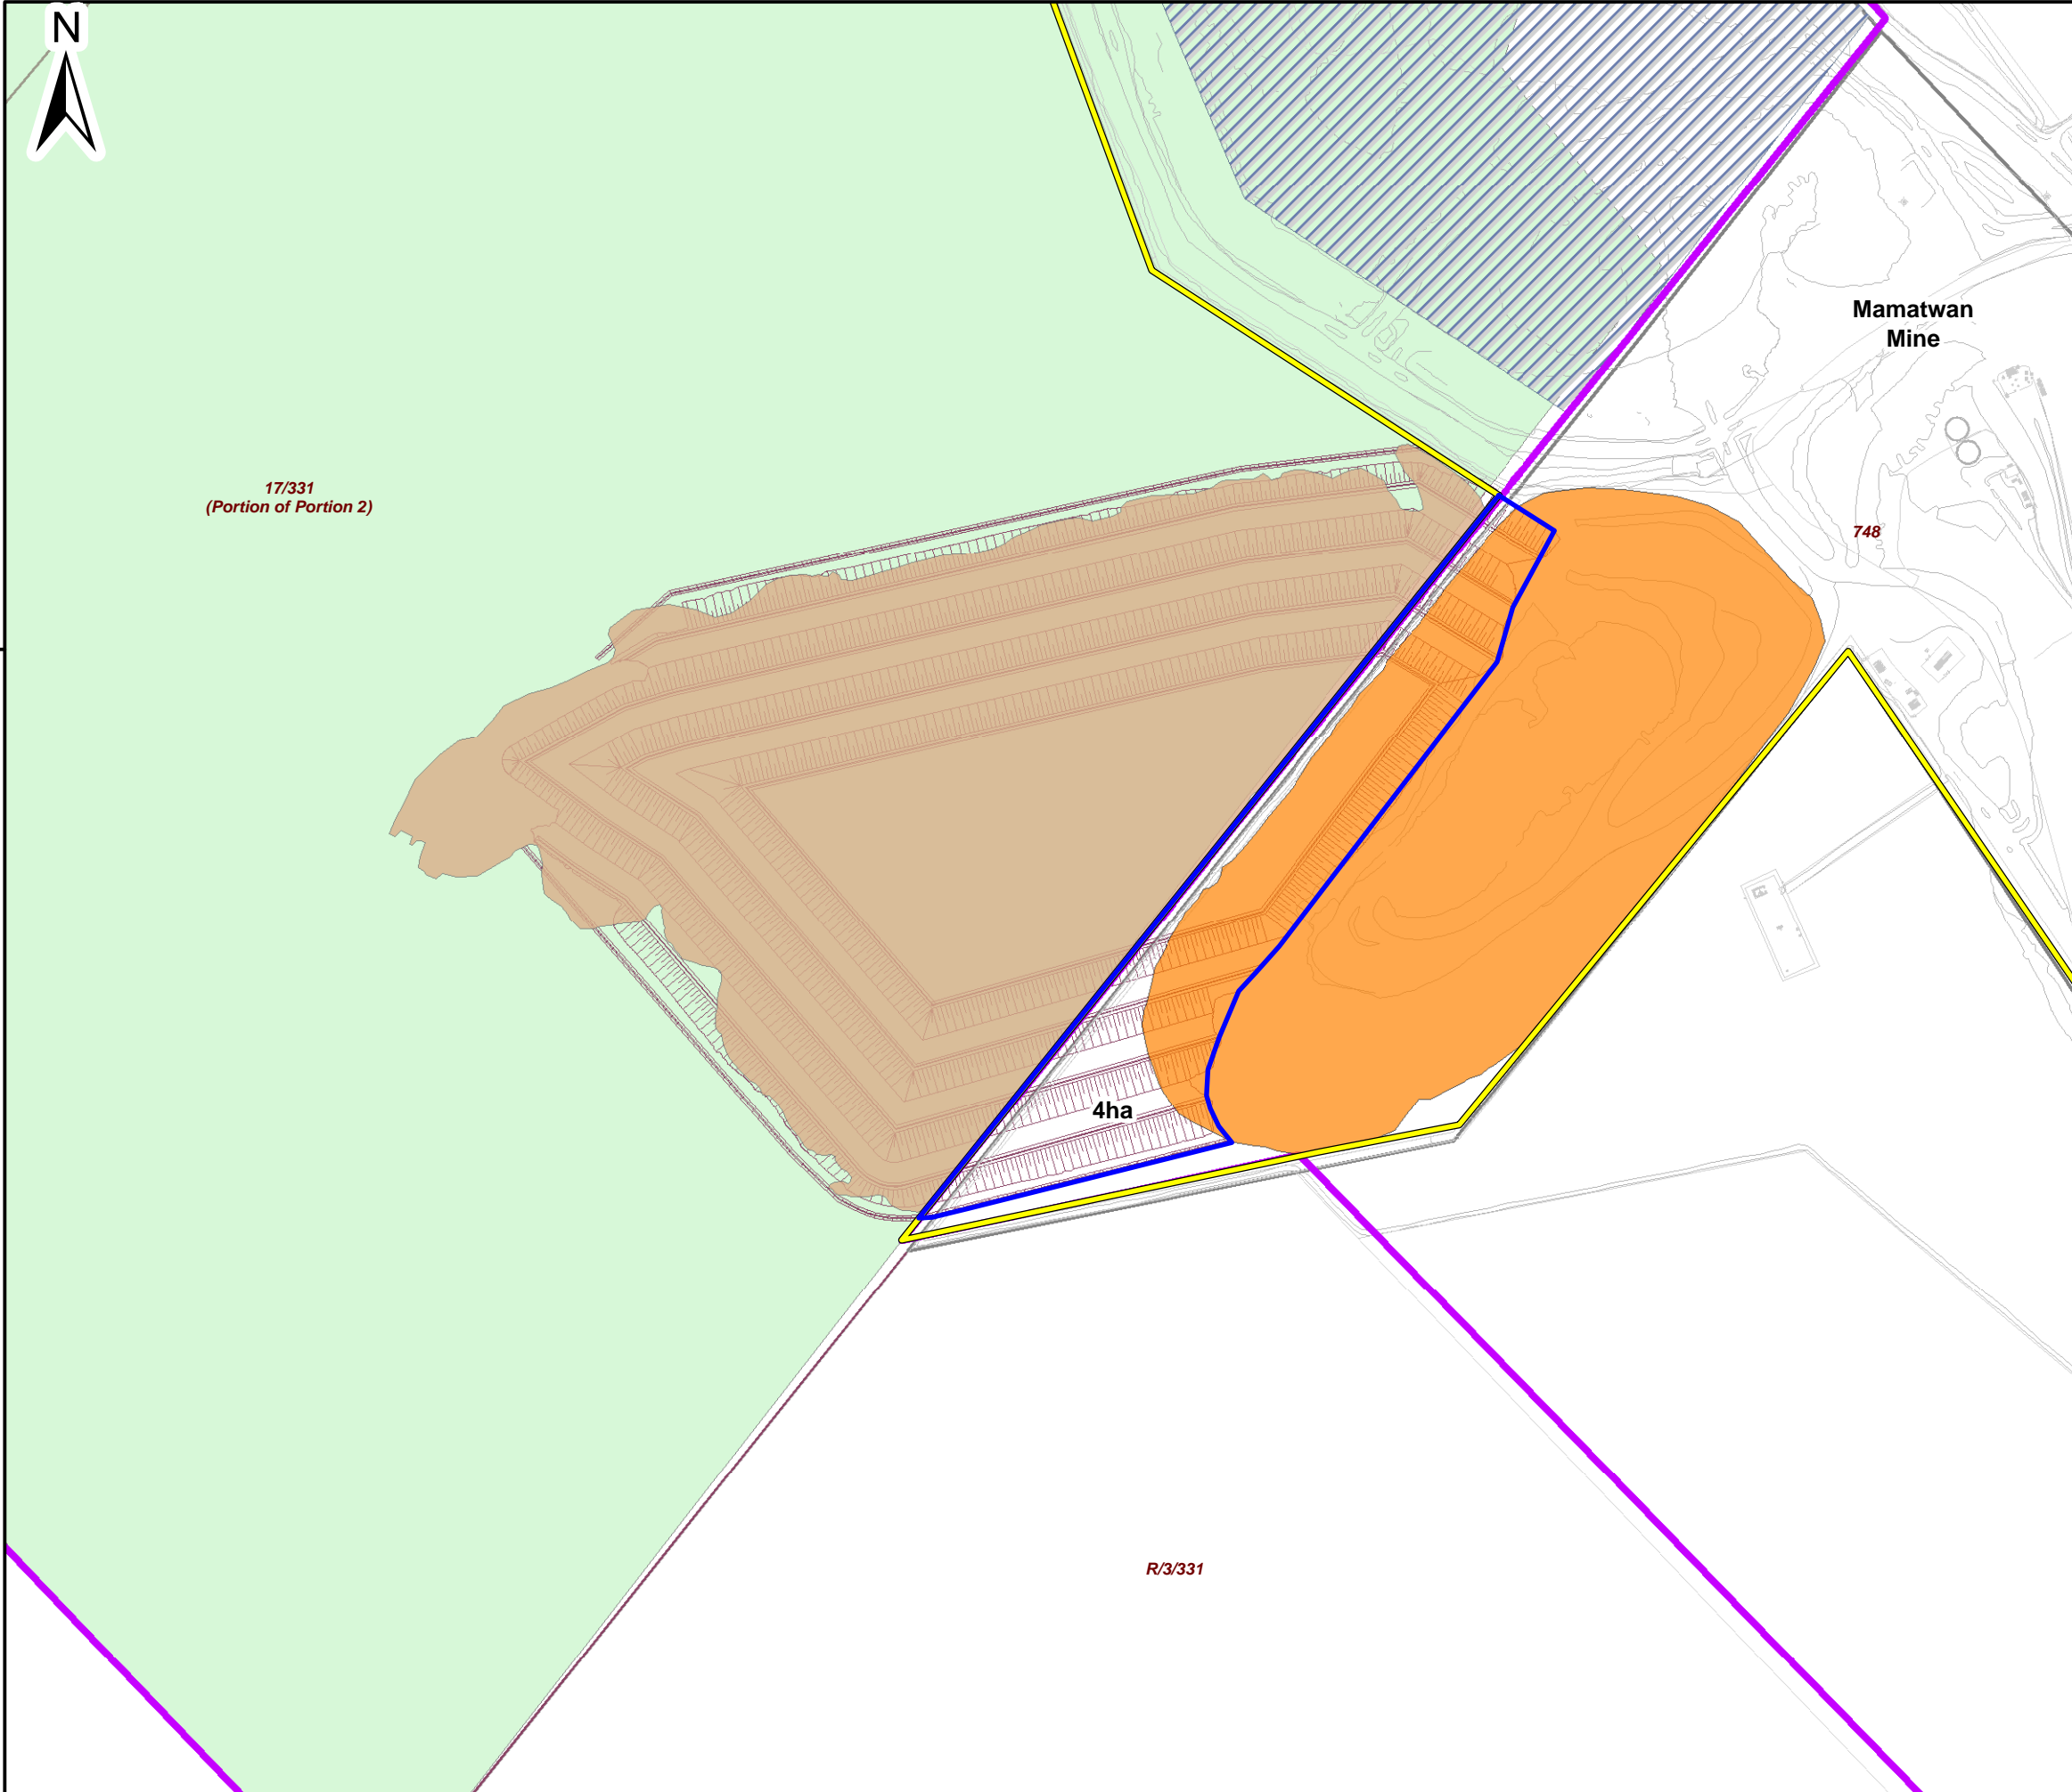 N
Mamatwan
Mine
17/331
(Portion of Portion 2)
748
4ha
R/3/331